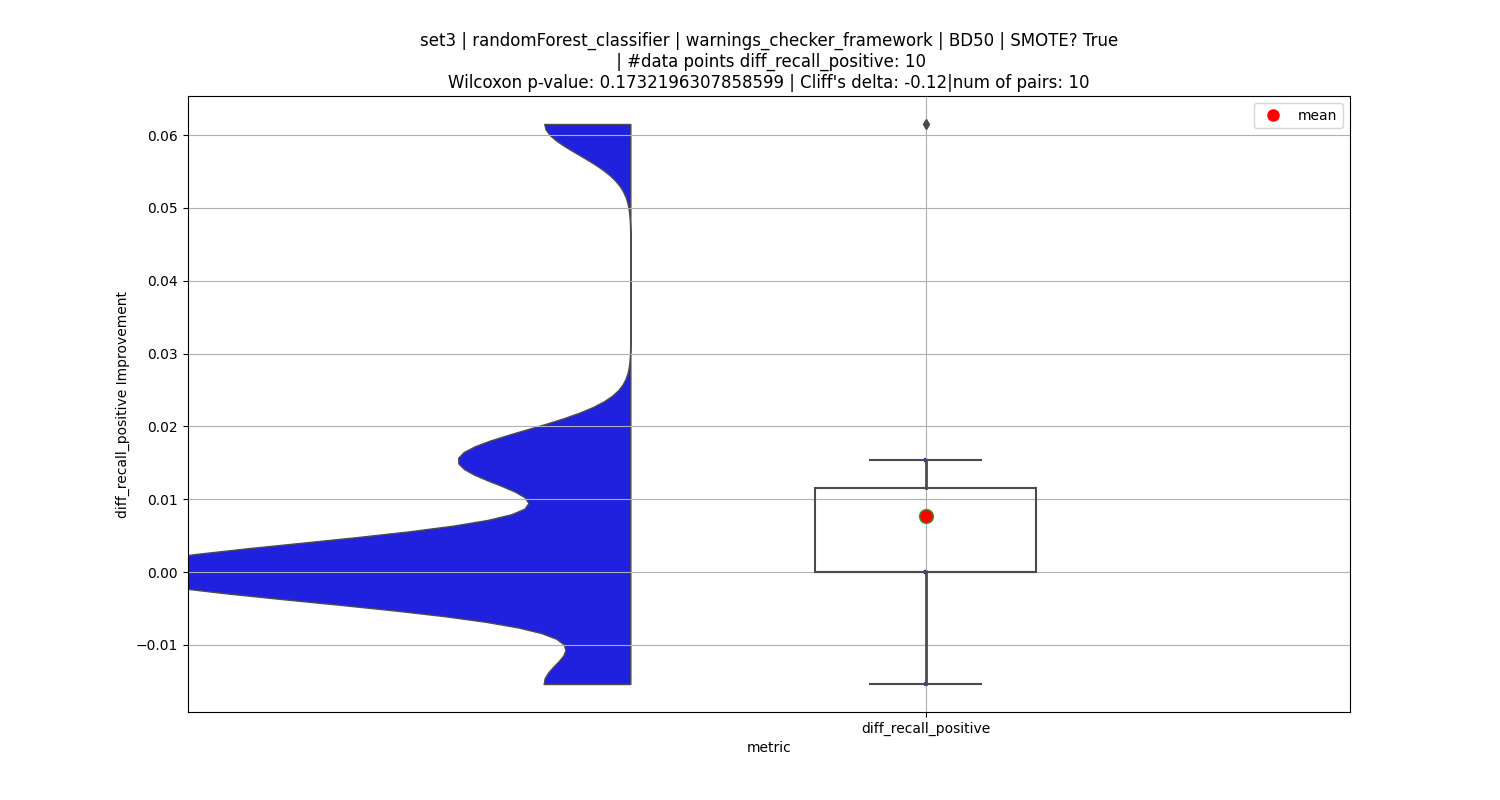 set3 | randomForest_classifier | warnings_checker_framework | BD50 | SMOTE? True
| #data points diff_recall_positive: 10
Wilcoxon p-value: 0.1732196307858599 | Cliff's delta: -0.12|num of pairs: 10
mean
0.06
0.05
0.04
0.03
0.02
0.01
0.00
−0.01
diff_recall_positive Improvement
diff_recall_positive
metric